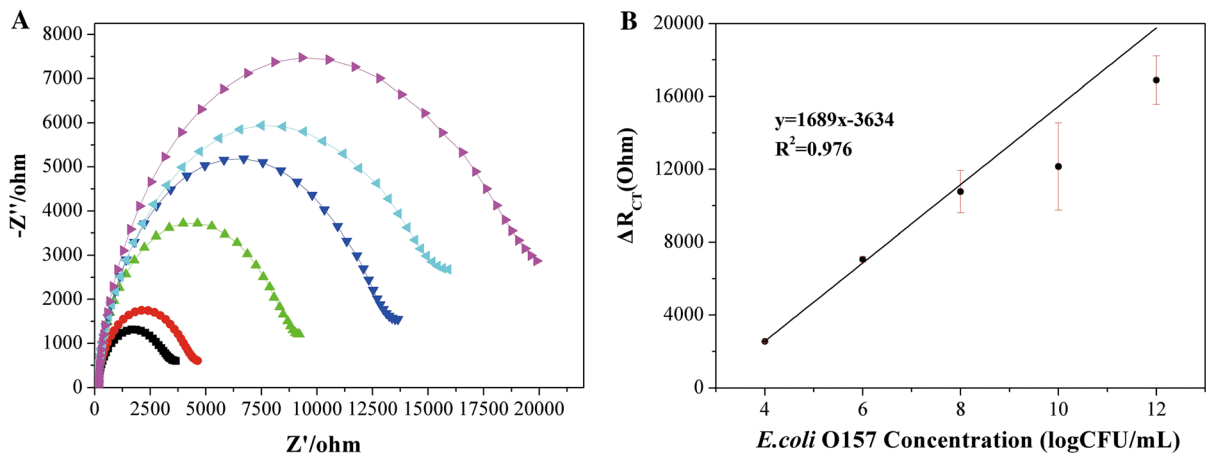 A
-Z''/ohm
8000
7000
6000
5000
4000
3000
2000
1000
0
0 2500 5000 7500 10000 12500 15000 17500 20000
Z'/ohm
B
ΔR_CT(Ohm)
20000
16000
12000
8000
4000
0
y=1689x-3634
R²=0.976
4 6 8 10 12
E.coli O157 Concentration (logCFU/mL)